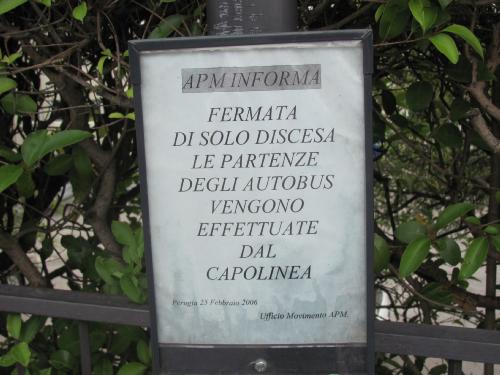 APM INFORMA
FERMATA
DI SOLO DISCESA
LE PARTENZE
DEGLI AUTOBUS
VENGONO
EFFETTUATE
DAL
CAPOLINEA
Perugia 25 Febbraio 2006
Ufficio Movimento APM.